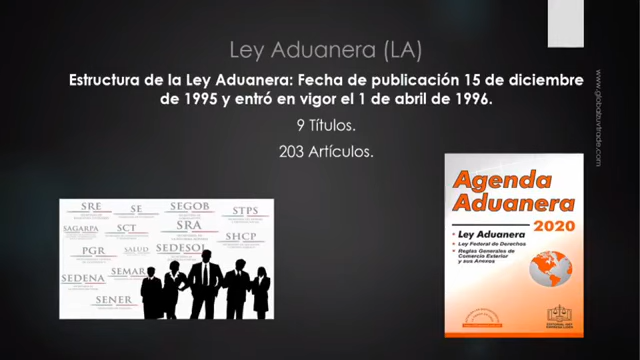 Ley Aduanera (LA)
Estructura de la Ley Aduanera: Fecha de publicación 15 de diciembre
de 1995 y entró en vigor el 1 de abril de 1996.
9 Títulos.
203 Artículos.
SRE
SE
SEGOB
STPS
SAGARPA
SCT
SRA
SHCP
PGR
SALUD
SEDESOL
SEDENA
SEMAR
SENER
Agenda
Aduanera
2020
Ley Aduanera
Ley Federal de Derechos
Reglas Generales de
Comercio Exterior
y sus Anexos